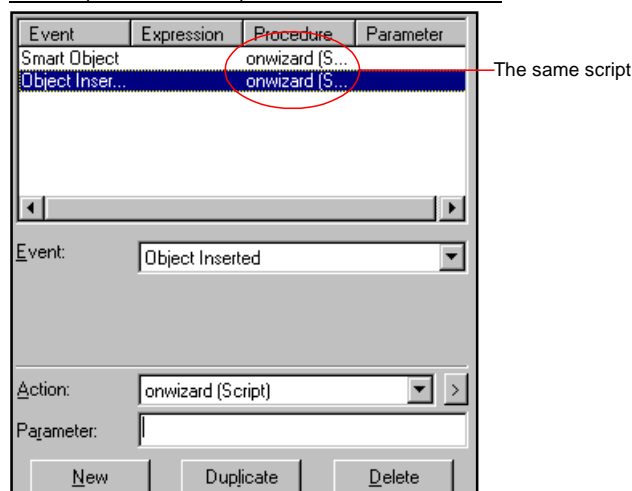 Event Expression Procedure Parameter
Smart Object onwizard (S...
Object Inser... onwizard (S...
The same script
Event: Object Inserted
Action: onwizard (Script) >
Parameter:
New Duplicate Delete